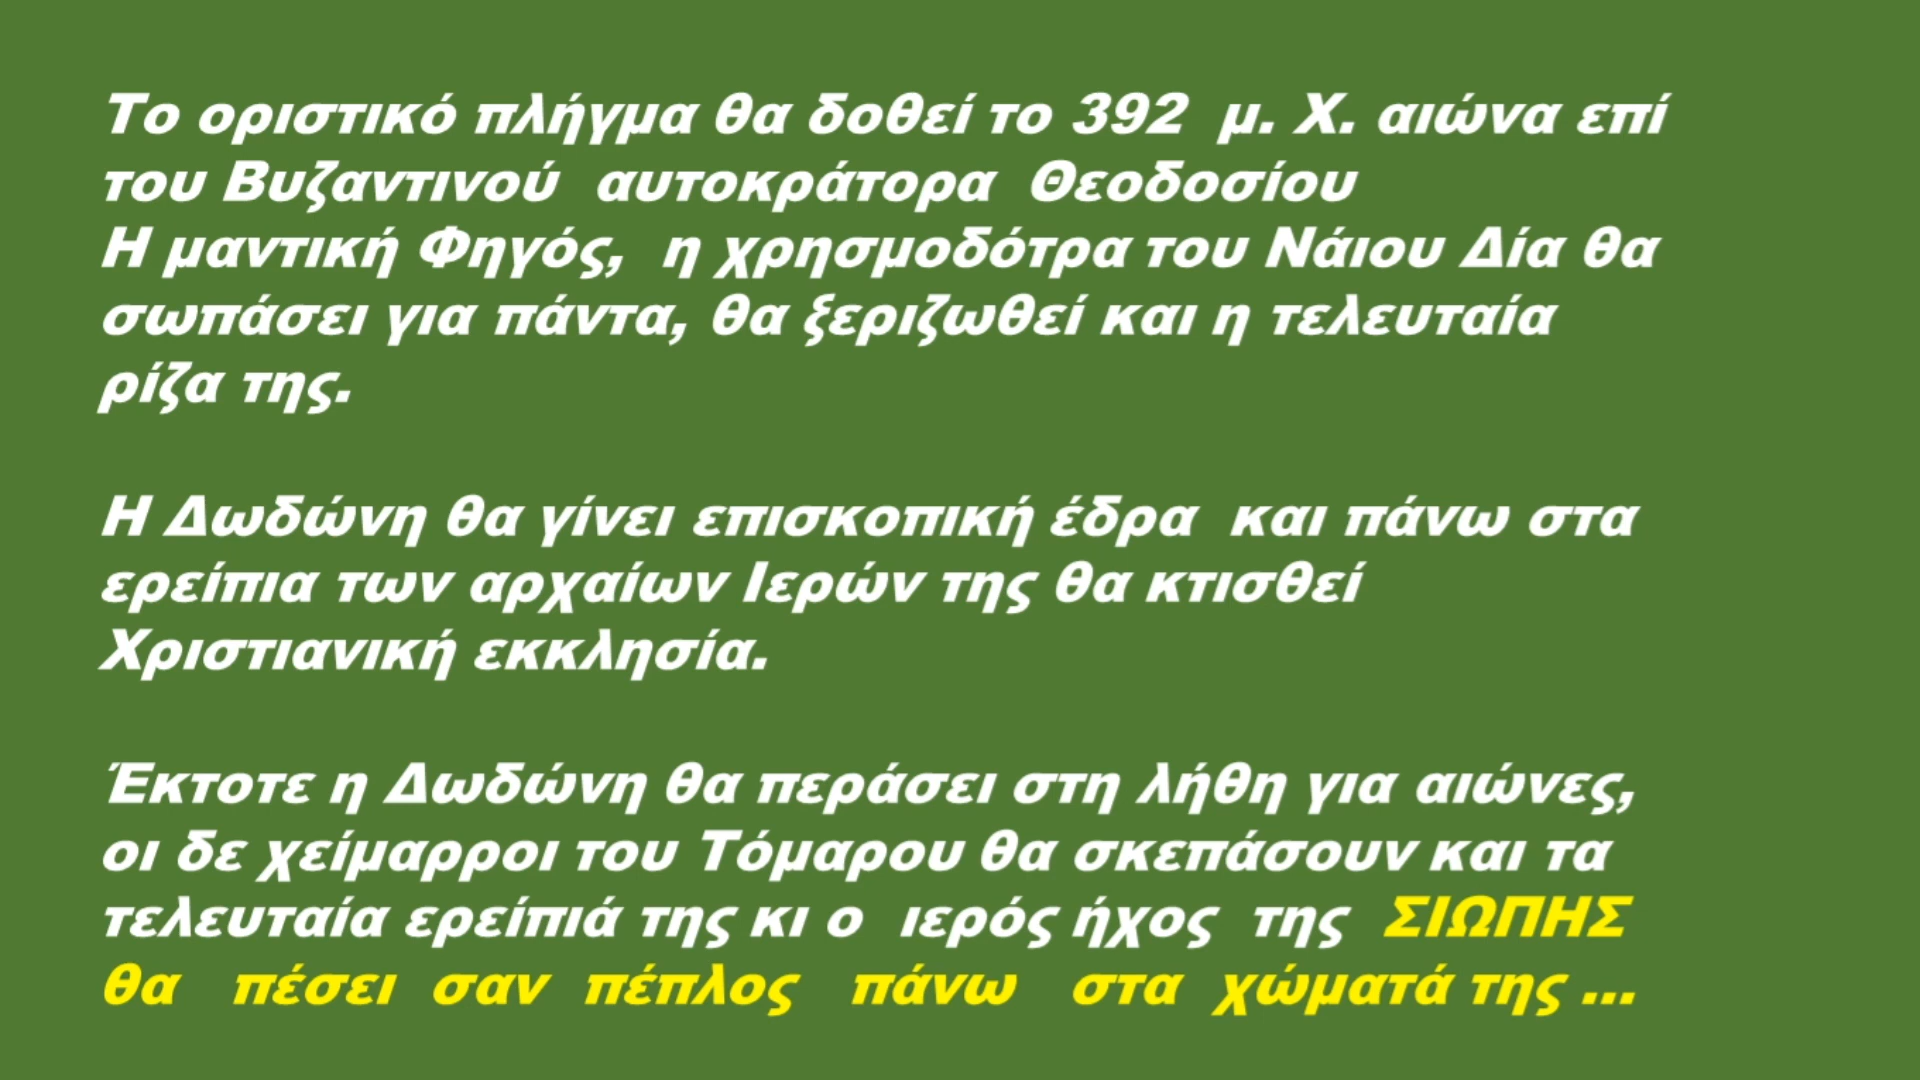 Το οριστικό πλήγμα θα δοθεί το 392 μ. Χ. αιώνα επί
του Βυζαντινού αυτοκράτορα Θεοδοσίου
Η μαντική Φηγός, η χρησμοδότρα του Νάιου Δία θα
σωπάσει για πάντα, θα ξεριζωθεί και η τελευταία
ρίζα της.
Η Δωδώνη θα γίνει επισκοπική έδρα και πάνω στα
ερείπια των αρχαίων Ιερών της θα κτισθεί
Χριστιανική εκκλησία.
Έκτοτε η Δωδώνη θα περάσει στη λήθη για αιώνες,
οι δε χείμαρροι του Τόμαρου θα σκεπάσουν και τα
τελευταία ερείπιά της κι ο ιερός ήχος της ΣΙΩΠΗΣ
θα πέσει σαν πέπλος πάνω στα χώματά της ...